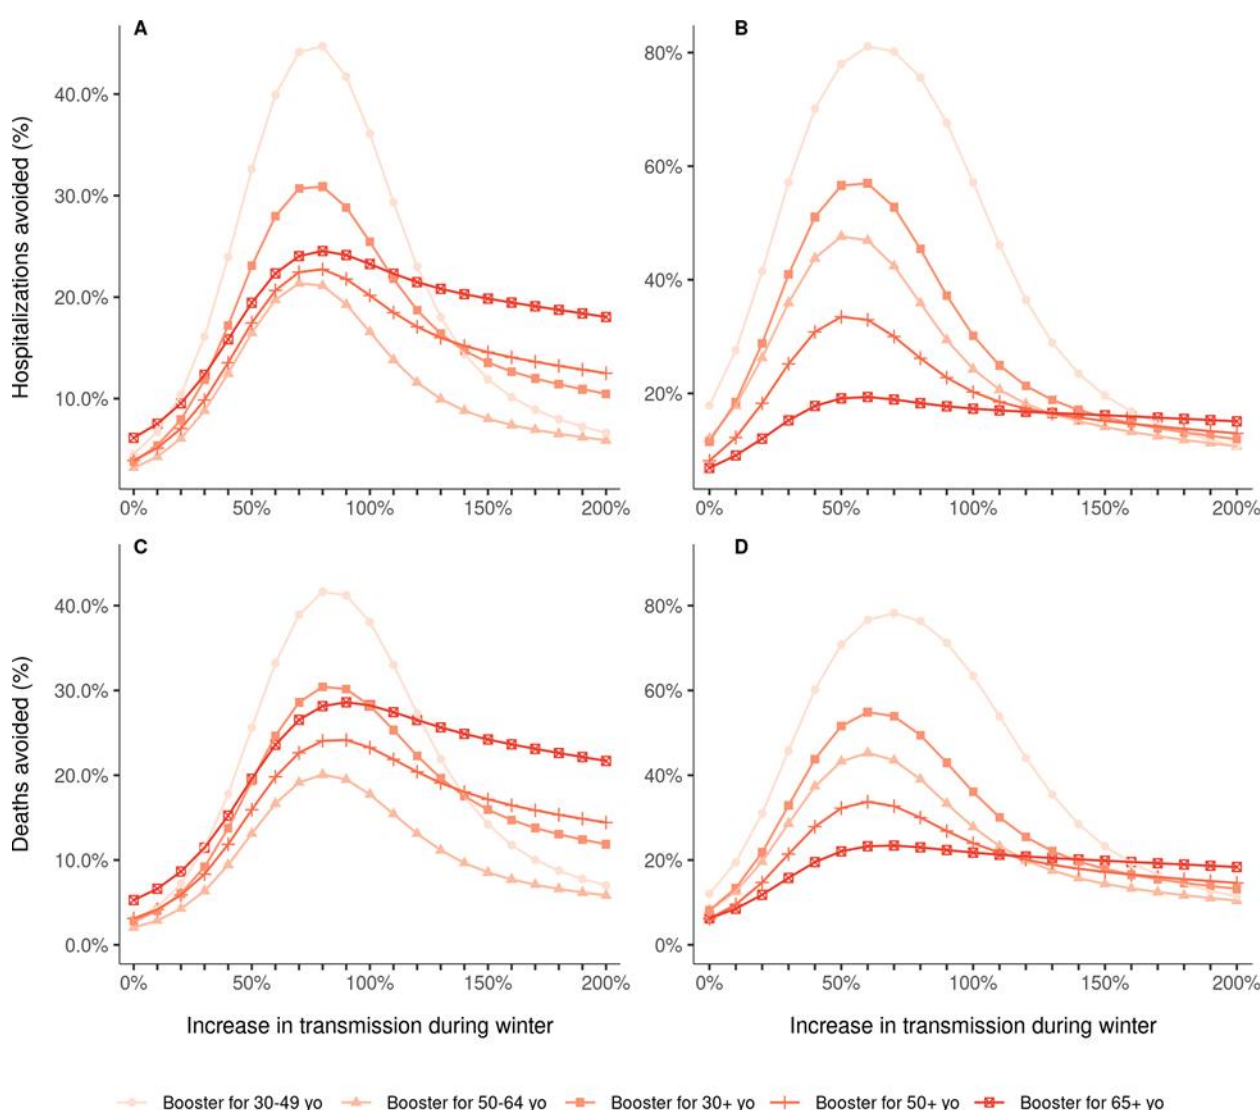 A
B
Hospitalizations avoided (%)
40.0%
30.0%
20.0%
10.0%
0% 50% 100% 150% 200%
80%
60%
40%
20%
0% 50% 100% 150% 200%
C
D
Deaths avoided (%)
40.0%
30.0%
20.0%
10.0%
0.0%
0% 50% 100% 150% 200%
80%
60%
40%
20%
0%
0% 50% 100% 150% 200%
Increase in transmission during winter
Increase in transmission during winter
Booster for 30-49 yo Booster for 50-64 yo Booster for 30+ yo Booster for 50+ yo Booster for 65+ yo